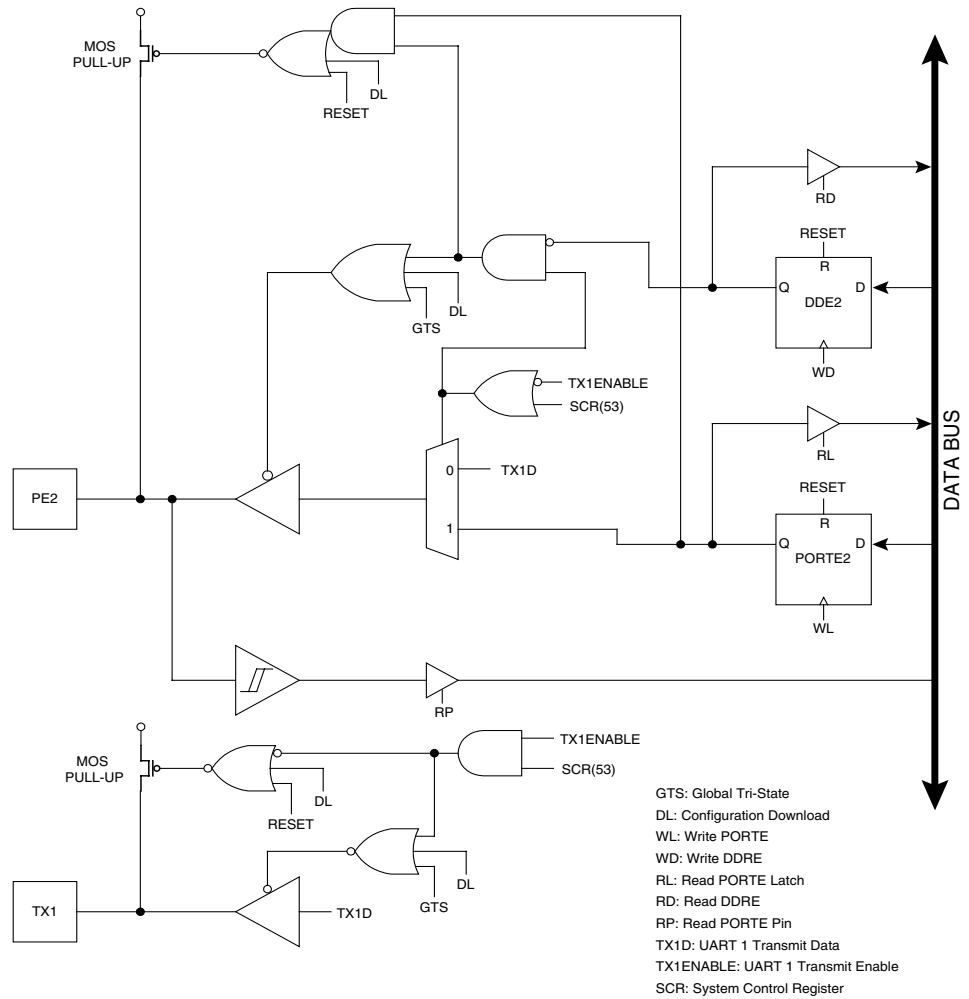 MOS
PULL-UP
DL
RESET
RD
RESET
R
Q
D
DDE2
WD
DL
GTS
TX1ENABLE
SCR(53)
RL
0
TX1D
PE2
RESET
R
1
Q
D
PORTE2
WL
DATA BUS
RP
MOS
PULL-UP
TX1ENABLE
SCR(53)
DL
RESET
DL
GTS
TX1
TX1D
GTS: Global Tri-State
DL: Configuration Download
WL: Write PORTE
WD: Write DDRE
RL: Read PORTE Latch
RD: Read DDRE
RP: Read PORTE Pin
TX1D: UART 1 Transmit Data
TX1ENABLE: UART 1 Transmit Enable
SCR: System Control Register